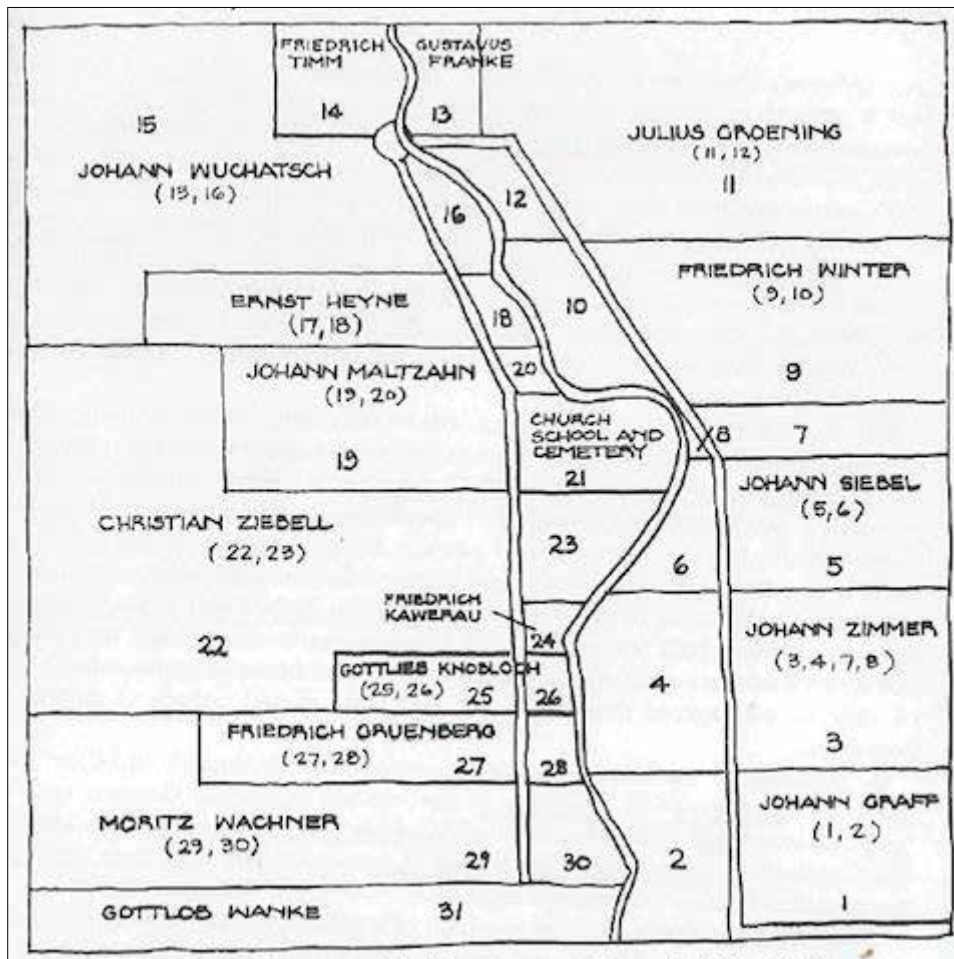 FRIEDRICH
TIMM
14
GUSTAVUS
FRANKE
13
15
JOHANN WUCHATSCH
(15, 16)
JULIUS GROENING
(11, 12)
11
12
16
FRIEDRICH WINTER
(9, 10)
9
10
ERNST HEYNE
(17, 18)
18
JOHANN MALTZAHN
(19, 20)
19
20
CHURCH
SCHOOL AND
CEMETERY
21
8
7
JOHANN SIEBEL
(5, 6)
5
6
CHRISTIAN ZIEBELL
(22, 23)
22
23
FRIEDRICH
KAWERAU
24
GOTTLIEB KNOBLOCH
(25, 26)
25
26
JOHANN ZIMMER
(3, 4, 7, 8)
3
4
FRIEDRICH GRUENBERG
(27, 28)
27
28
JOHANN GRAFF
(1, 2)
1
2
MORITZ WACHNER
(29, 30)
29
30
GOTTLOB WANKE
31